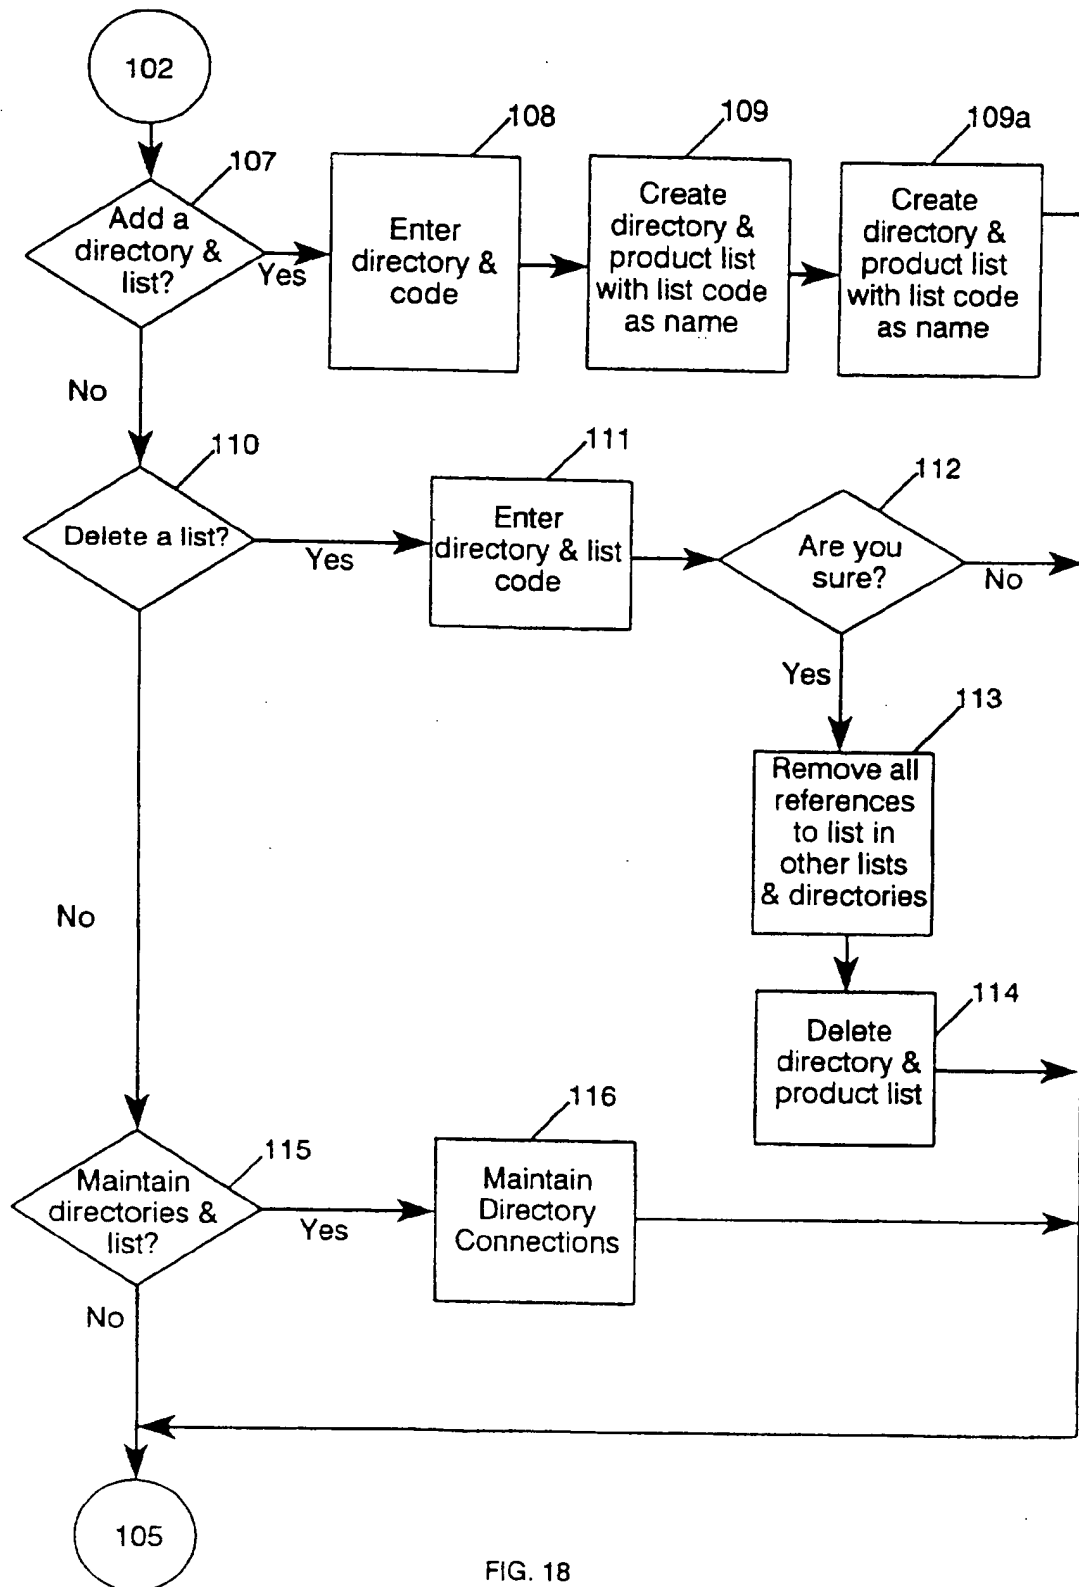 102
107
Add a
directory &
list?
Yes
108
Enter
directory &
code
109
Create
directory &
product list
with list code
as name
109a
Create
directory &
product list
with list code
as name
No
110
Delete a list?
Yes
111
Enter
directory & list
code
112
Are you
sure?
No
Yes
113
Remove all
references
to list in
other lists
& directories
114
Delete
directory &
product list
No
115
Maintain
directories &
list?
Yes
116
Maintain
Directory
Connections
No
105
FIG. 18